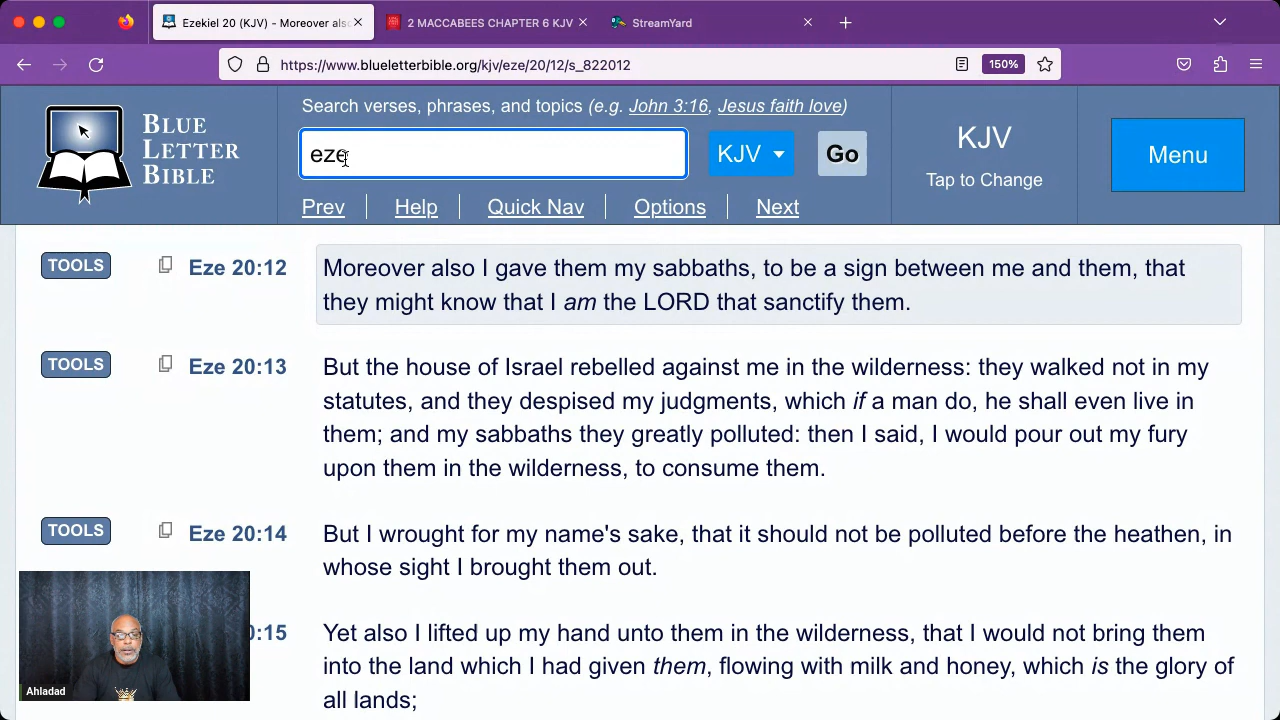 Ezekiel 20 (KJV) - Moreover als
2 MACCABEES CHAPTER 6 KJV
StreamYard
https://www.blueletterbible.org/kjv/eze/20/12/s_822012
150%
BLUE
LETTER
BIBLE
Search verses, phrases, and topics (e.g. John 3:16, Jesus faith love)
eze
KJV
Go
Prev
Help
Quick Nav
Options
Next
KJV
Tap to Change
Menu
TOOLS
Eze 20:12
Moreover also I gave them my sabbaths, to be a sign between me and them, that
they might know that I am the LORD that sanctify them.
TOOLS
Eze 20:13
But the house of Israel rebelled against me in the wilderness: they walked not in my
statutes, and they despised my judgments, which if a man do, he shall even live in
them; and my sabbaths they greatly polluted: then I said, I would pour out my fury
upon them in the wilderness, to consume them.
TOOLS
Eze 20:14
But I wrought for my name's sake, that it should not be polluted before the heathen, in
whose sight I brought them out.
0:15
Yet also I lifted up my hand unto them in the wilderness, that I would not bring them
into the land which I had given them, flowing with milk and honey, which is the glory of
all lands;
Ahladad